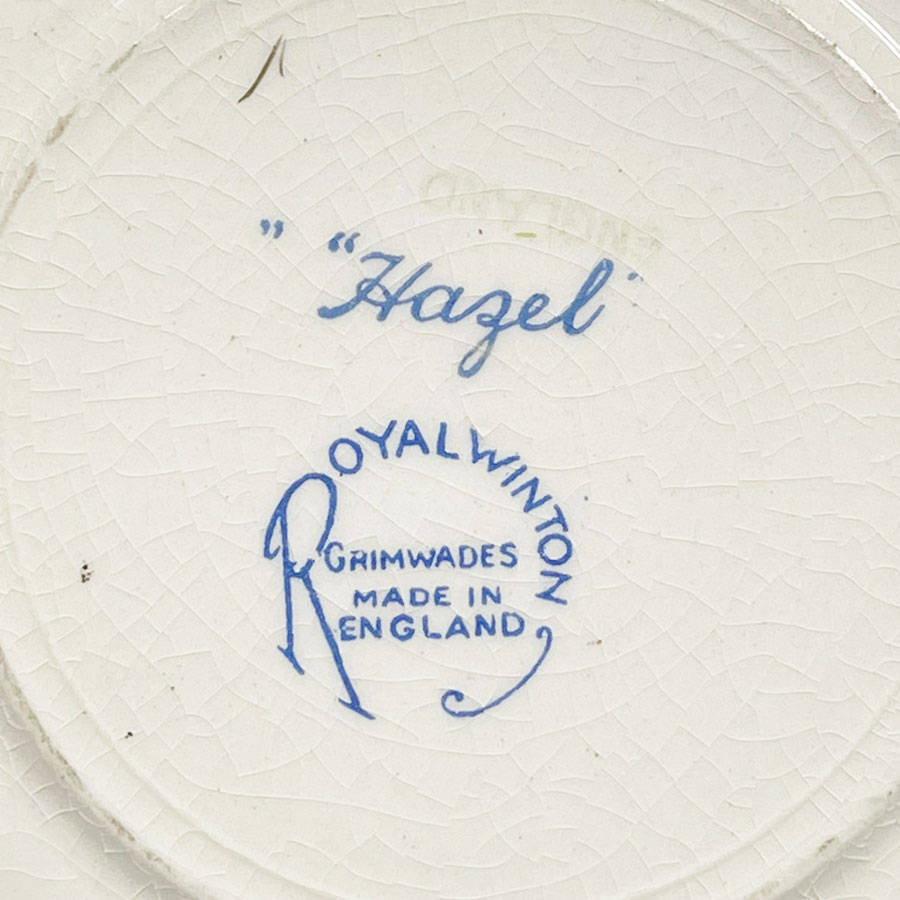 " "Hazel"
ROYAL WINTON
GRIMWADES
MADE IN
ENGLAND